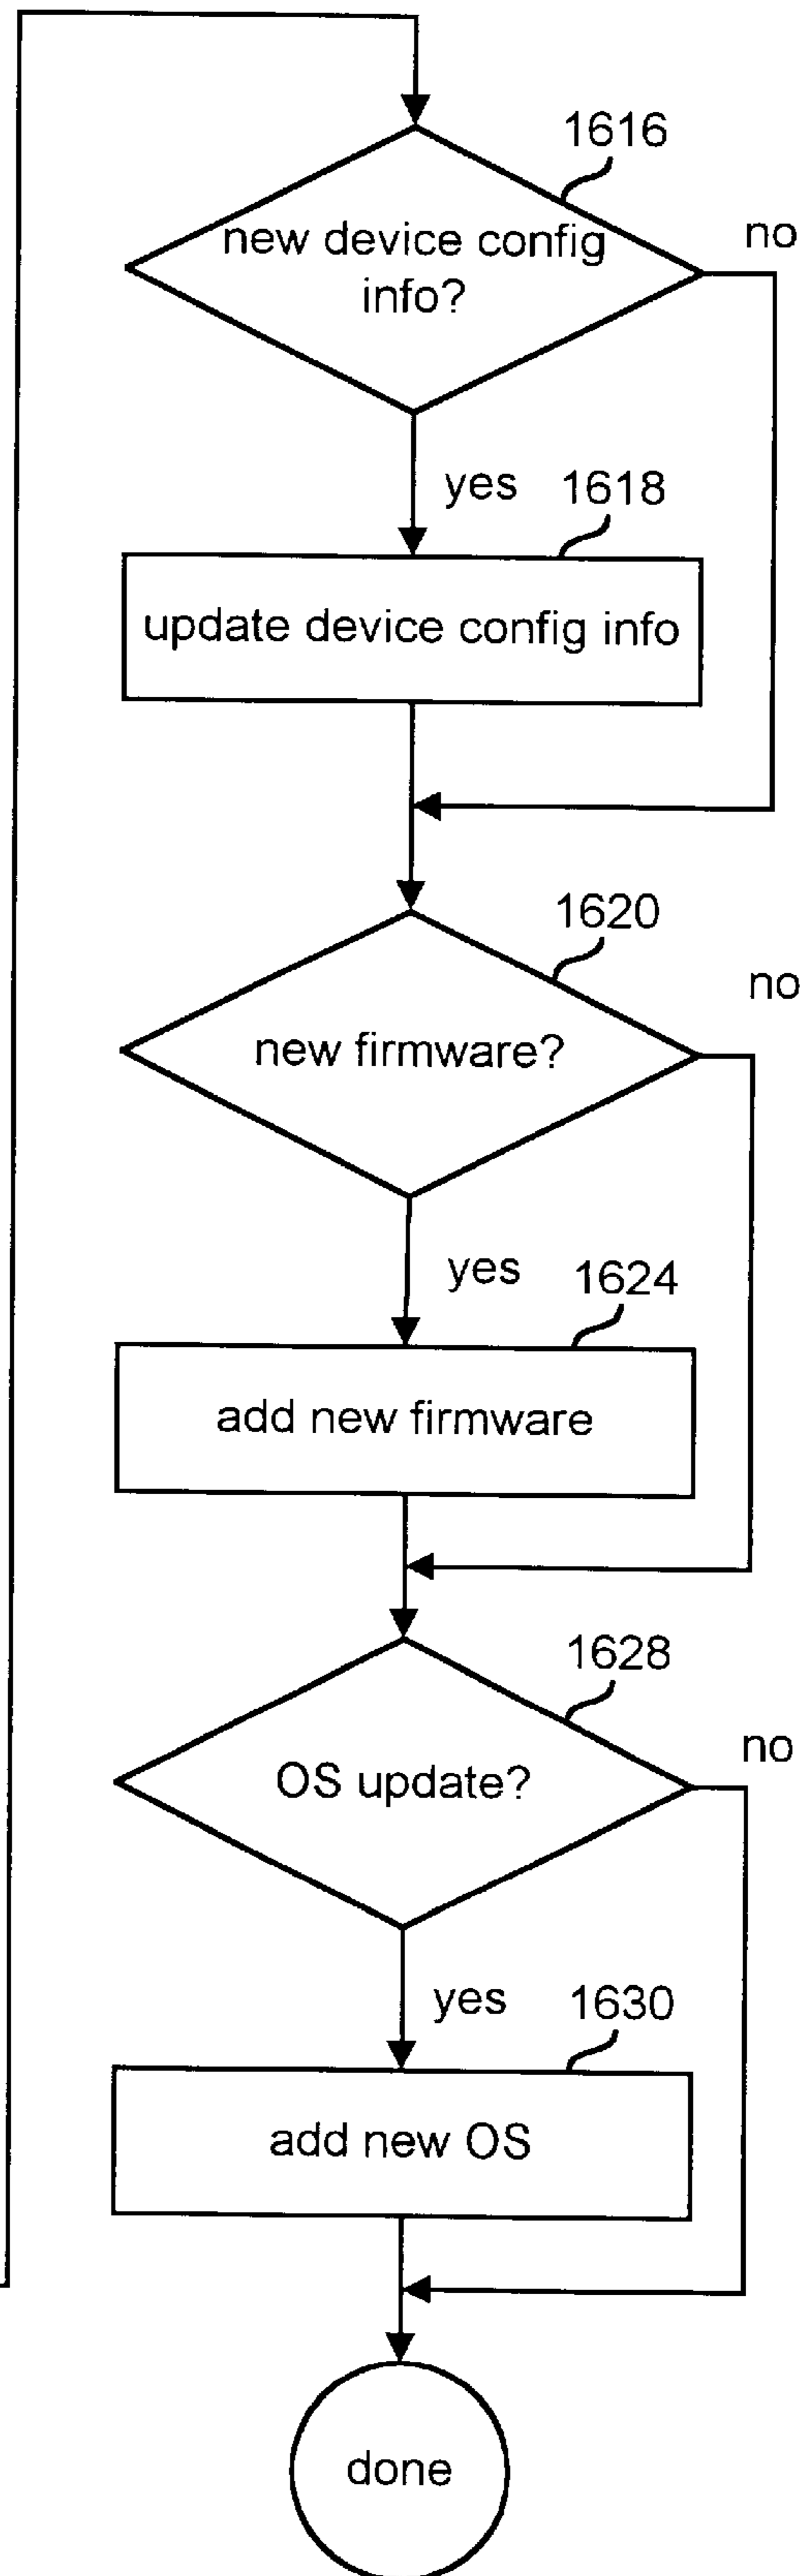 1616
new device config
info?
no
yes
1618
update device config info
1620
no
new firmware?
yes
1624
add new firmware
1628
no
OS update?
yes
1630
add new OS
done